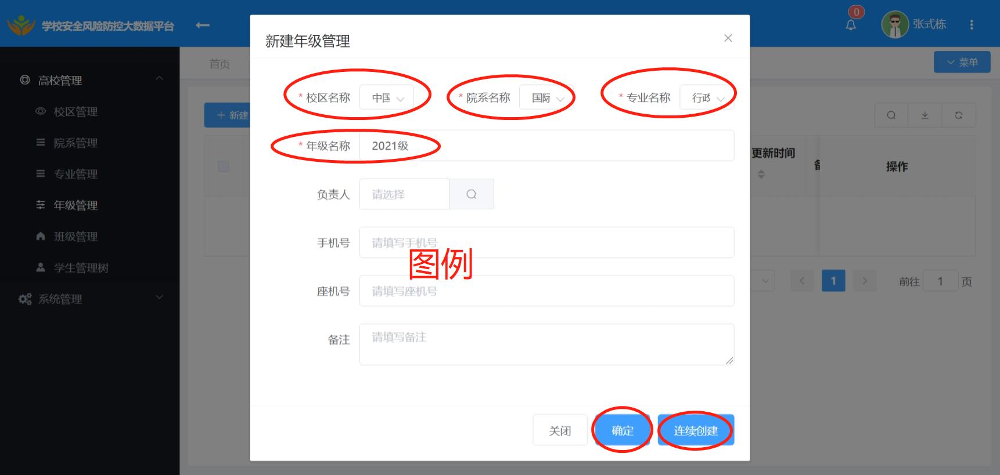 学校安全风险防控大数据平台
0
张式栋
高校管理
校区管理
院系管理
专业管理
年级管理
班级管理
学生管理树
系统管理
首页
菜单
+ 新建
更新时间
操作
1
前往 1 页
新建年级管理
* 校区名称 中国
* 院系名称 国际
* 专业名称 行政
* 年级名称 2021级
负责人 请选择
手机号 请填写手机号
图例
座机号 请填写座机号
备注 请填写备注
关闭 确定 连续创建